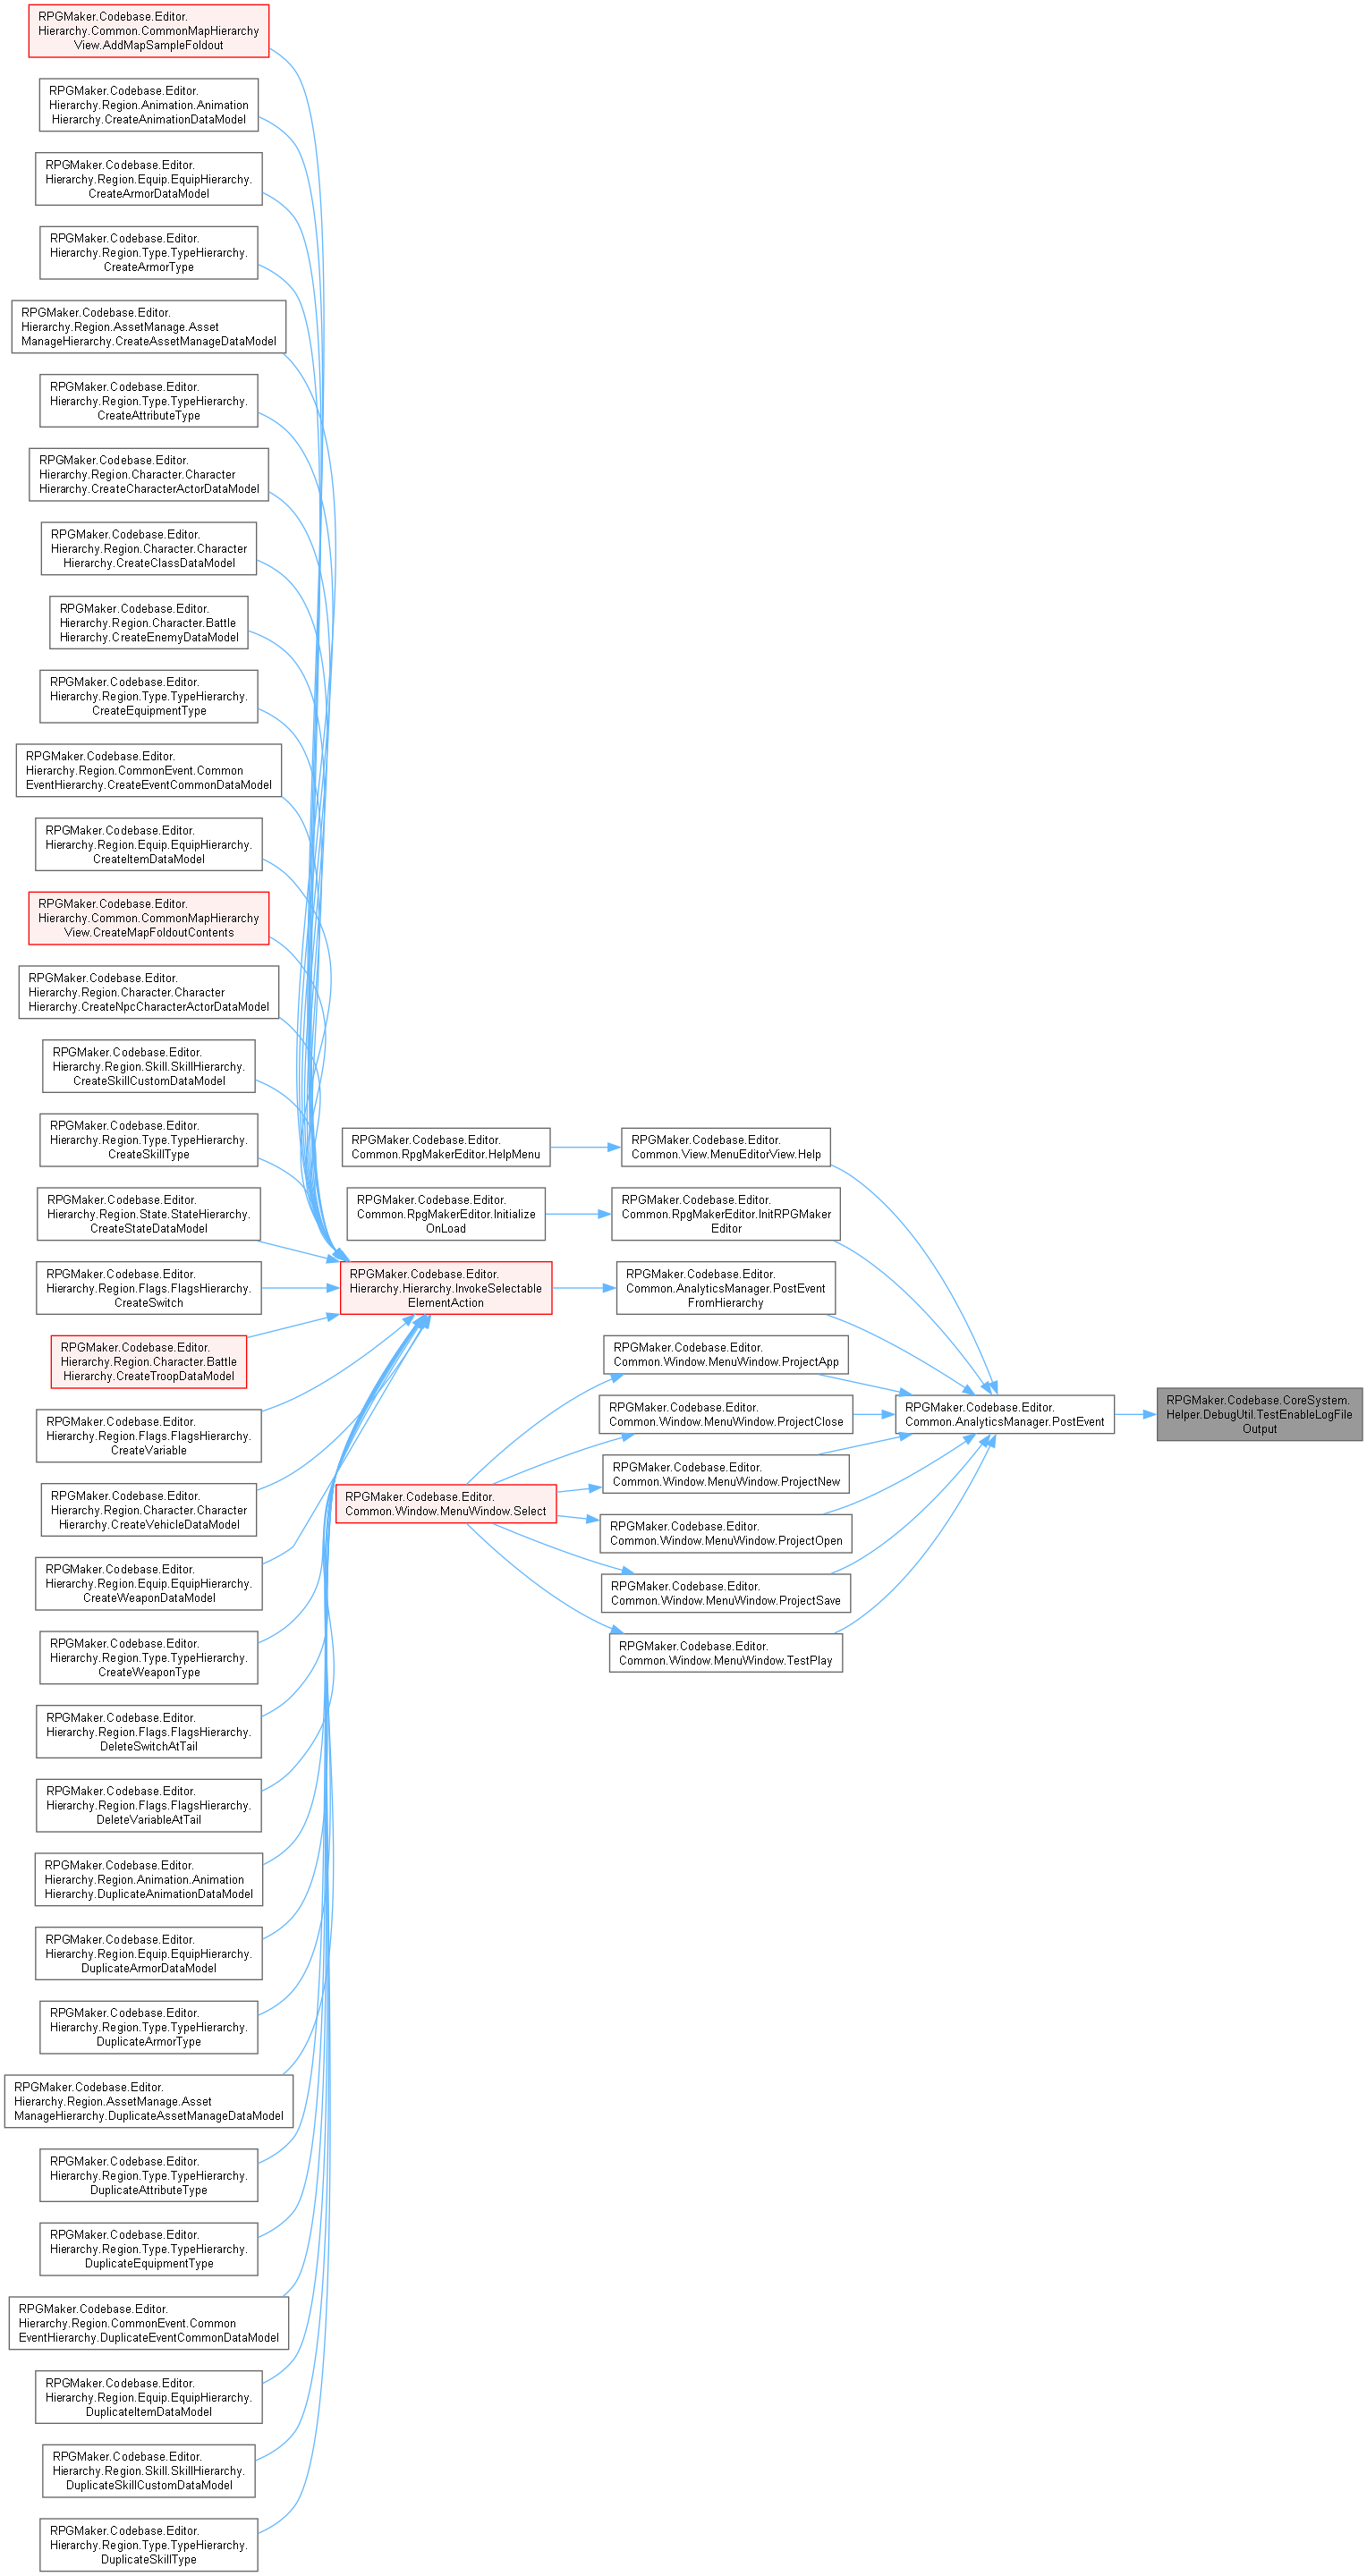 RPGMaker.Codebase.Editor.
Hierarchy.Common.CommonMapHierarchy
View.AddMapSampleFoldout
RPGMaker.Codebase.Editor.
Hierarchy.Region.Animation.Animation
Hierarchy.CreateAnimationDataModel
RPGMaker.Codebase.Editor.
Hierarchy.Region.Equip.EquipHierarchy.
CreateArmorDataModel
RPGMaker.Codebase.Editor.
Hierarchy.Region.Type.TypeHierarchy.
CreateArmorType
RPGMaker.Codebase.Editor.
Hierarchy.Region.AssetManage.Asset
ManageHierarchy.CreateAssetManageDataModel
RPGMaker.Codebase.Editor.
Hierarchy.Region.Type.TypeHierarchy.
CreateAttributeType
RPGMaker.Codebase.Editor.
Hierarchy.Region.Character.Character
Hierarchy.CreateCharacterActorDataModel
RPGMaker.Codebase.Editor.
Hierarchy.Region.Character.Character
Hierarchy.CreateClassDataModel
RPGMaker.Codebase.Editor.
Hierarchy.Region.Character.Battle
Hierarchy.CreateEnemyDataModel
RPGMaker.Codebase.Editor.
Hierarchy.Region.Type.TypeHierarchy.
CreateEquipmentType
RPGMaker.Codebase.Editor.
Hierarchy.Region.CommonEvent.Common
EventHierarchy.CreateEventCommonDataModel
RPGMaker.Codebase.Editor.
Hierarchy.Region.Equip.EquipHierarchy.
CreateItemDataModel
RPGMaker.Codebase.Editor.
Hierarchy.Common.CommonMapHierarchy
View.CreateMapFoldoutContents
RPGMaker.Codebase.Editor.
Hierarchy.Region.Character.Character
Hierarchy.CreateNpcCharacterActorDataModel
RPGMaker.Codebase.Editor.
Hierarchy.Region.Skill.SkillHierarchy.
CreateSkillCustomDataModel
RPGMaker.Codebase.Editor.
Hierarchy.Region.Type.TypeHierarchy.
CreateSkillType
RPGMaker.Codebase.Editor.
Hierarchy.Region.State.StateHierarchy.
CreateStateDataModel
RPGMaker.Codebase.Editor.
Hierarchy.Region.Flags.FlagsHierarchy.
CreateSwitch
RPGMaker.Codebase.Editor.
Hierarchy.Region.Character.Battle
Hierarchy.CreateTroopDataModel
RPGMaker.Codebase.Editor.
Hierarchy.Region.Flags.FlagsHierarchy.
CreateVariable
RPGMaker.Codebase.Editor.
Hierarchy.Region.Character.Character
Hierarchy.CreateVehicleDataModel
RPGMaker.Codebase.Editor.
Hierarchy.Region.Equip.EquipHierarchy.
CreateWeaponDataModel
RPGMaker.Codebase.Editor.
Hierarchy.Region.Type.TypeHierarchy.
CreateWeaponType
RPGMaker.Codebase.Editor.
Hierarchy.Region.Flags.FlagsHierarchy.
DeleteSwitchAtTail
RPGMaker.Codebase.Editor.
Hierarchy.Region.Flags.FlagsHierarchy.
DeleteVariableAtTail
RPGMaker.Codebase.Editor.
Hierarchy.Region.Animation.Animation
Hierarchy.DuplicateAnimationDataModel
RPGMaker.Codebase.Editor.
Hierarchy.Region.Equip.EquipHierarchy.
DuplicateArmorDataModel
RPGMaker.Codebase.Editor.
Hierarchy.Region.Type.TypeHierarchy.
DuplicateArmorType
RPGMaker.Codebase.Editor.
Hierarchy.Region.AssetManage.Asset
ManageHierarchy.DuplicateAssetManageDataModel
RPGMaker.Codebase.Editor.
Hierarchy.Region.Type.TypeHierarchy.
DuplicateAttributeType
RPGMaker.Codebase.Editor.
Hierarchy.Region.Type.TypeHierarchy.
DuplicateEquipmentType
RPGMaker.Codebase.Editor.
Hierarchy.Region.CommonEvent.Common
EventHierarchy.DuplicateEventCommonDataModel
RPGMaker.Codebase.Editor.
Hierarchy.Region.Equip.EquipHierarchy.
DuplicateItemDataModel
RPGMaker.Codebase.Editor.
Hierarchy.Region.Skill.SkillHierarchy.
DuplicateSkillCustomDataModel
RPGMaker.Codebase.Editor.
Hierarchy.Region.Type.TypeHierarchy.
DuplicateSkillType
RPGMaker.Codebase.Editor.
Common.RpgMakerEditor.HelpMenu
RPGMaker.Codebase.Editor.
Common.RpgMakerEditor.Initialize
OnLoad
RPGMaker.Codebase.Editor.
Hierarchy.Hierarchy.InvokeSelectable
ElementAction
RPGMaker.Codebase.Editor.
Common.Window.MenuWindow.Select
RPGMaker.Codebase.Editor.
Common.View.MenuEditorView.Help
RPGMaker.Codebase.Editor.
Common.RpgMakerEditor.InitRPGMaker
Editor
RPGMaker.Codebase.Editor.
Common.AnalyticsManager.PostEvent
FromHierarchy
RPGMaker.Codebase.Editor.
Common.Window.MenuWindow.ProjectApp
RPGMaker.Codebase.Editor.
Common.Window.MenuWindow.ProjectClose
RPGMaker.Codebase.Editor.
Common.Window.MenuWindow.ProjectNew
RPGMaker.Codebase.Editor.
Common.Window.MenuWindow.ProjectOpen
RPGMaker.Codebase.Editor.
Common.Window.MenuWindow.ProjectSave
RPGMaker.Codebase.Editor.
Common.Window.MenuWindow.TestPlay
RPGMaker.Codebase.Editor.
Common.AnalyticsManager.PostEvent
RPGMaker.Codebase.CoreSystem.
Helper.DebugUtil.TestEnableLogFile
Output